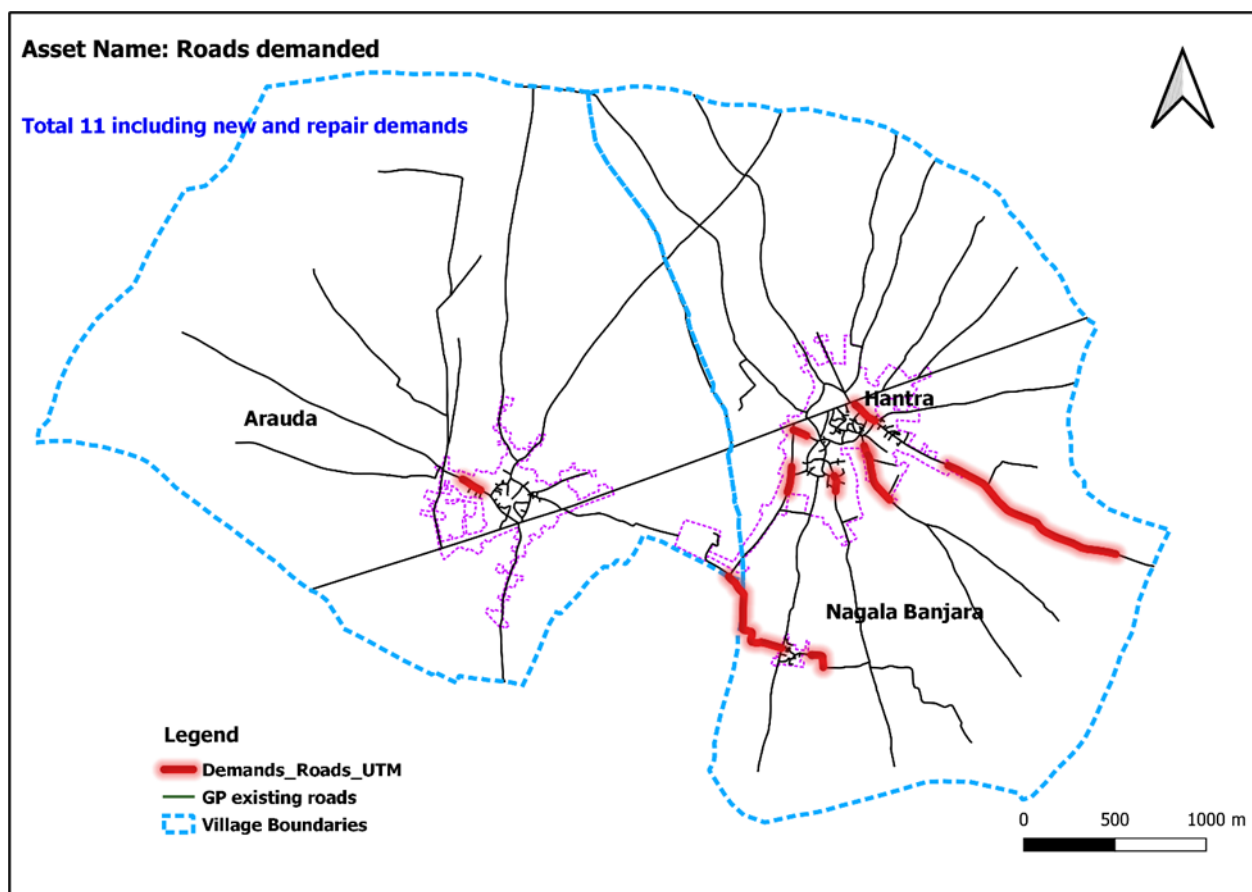 Asset Name: Roads demanded
Total 11 including new and repair demands
Hantra
Arauda
Nagala Banjara
Legend
Demands_Roads_UTM
GP existing roads
Village Boundaries
0 500 1000 m